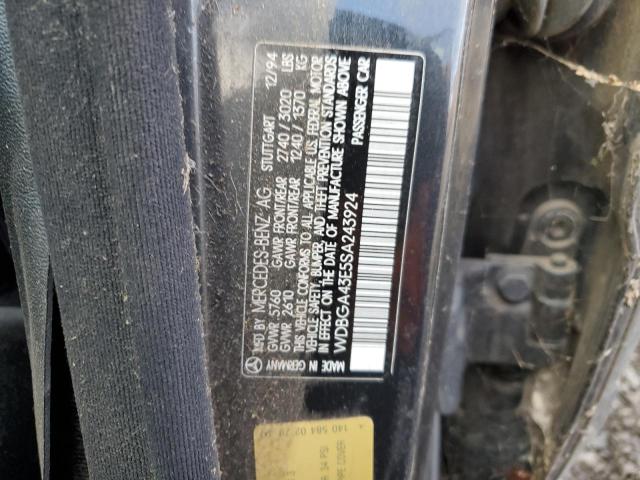 MFD BY MERCEDES-BENZ AG STUTTGART 12/94
GVWR 5760 GAWR FRONT/REAR 2740/3020 LBS
GVWR 2610 GAWR FRONT/REAR 1240/1370 KG
THIS VEHICLE CONFORMS TO ALL APPLICABLE U.S. FEDERAL MOTOR
VEHICLE SAFETY, BUMPER, AND THEFT PREVENTION STANDARDS
IN EFFECT ON THE DATE OF MANUFACTURE SHOWN ABOVE
WDBGA43E5SA243924 PASSENGER CAR
MADE IN GERMANY
140 584 02
34 PSI
COVER